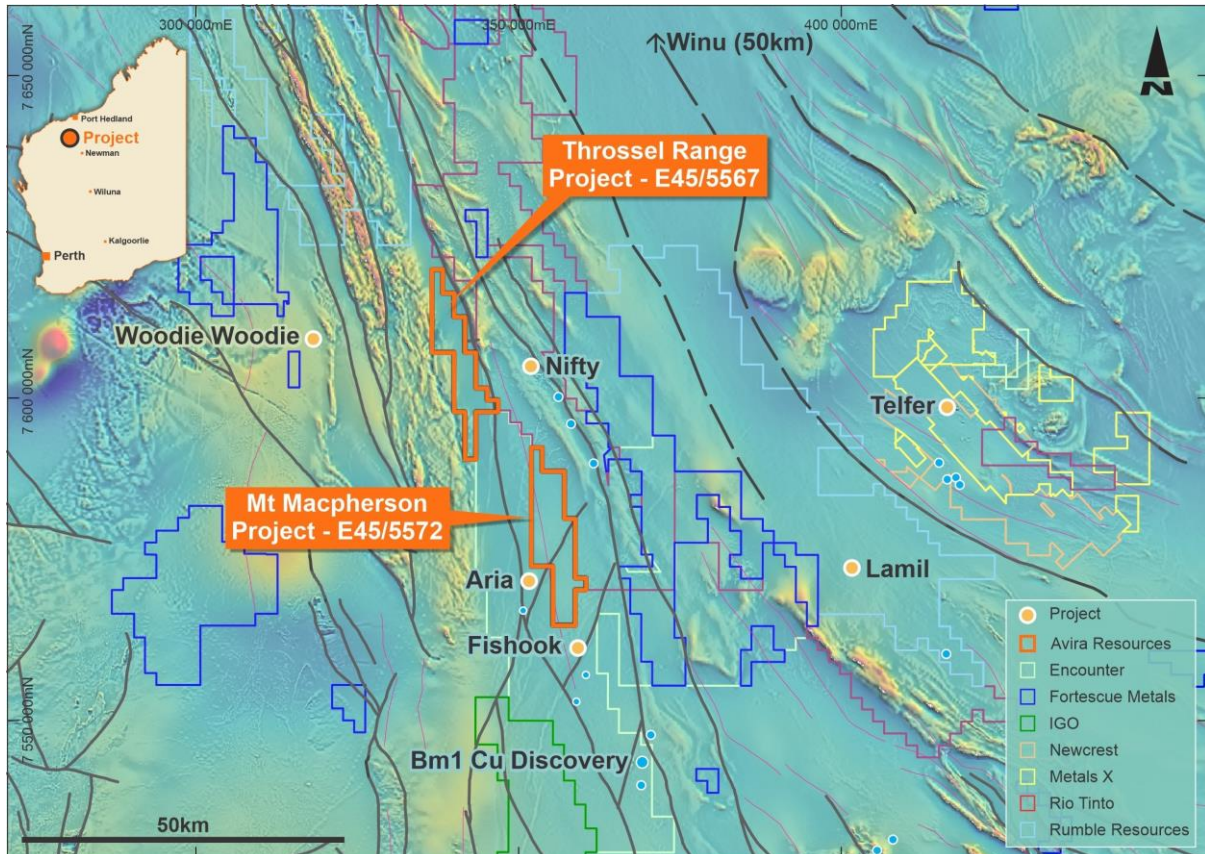 300 000mE
350 000mE
400 000mE
7 650 000mN
7 600 000mN
7 550 000mN
Winu (50km)
N
Port Hedland
Project
Newman
Wiluna
Kalgoorlie
Perth
Throssel Range
Project - E45/5567
Woodie Woodie
Nifty
Telfer
Mt Macpherson
Project - E45/5572
Aria
Lamil
Fishook
Bm1 Cu Discovery
50km
Project
Avira Resources
Encounter
Fortescue Metals
IGO
Newcrest
Metals X
Rio Tinto
Rumble Resources